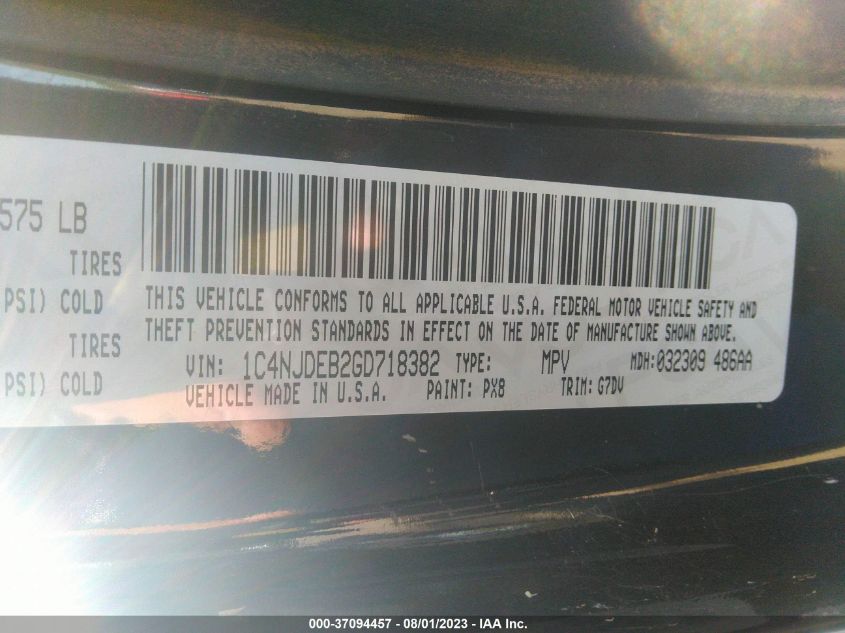 575 LB
TIRES
PSI) COLD
TIRES
PSI) COLD
THIS VEHICLE CONFORMS TO ALL APPLICABLE U.S.A. FEDERAL MOTOR VEHICLE SAFETY AND
THEFT PREVENTION STANDARDS IN EFFECT ON THE DATE OF MANUFACTURE SHOWN ABOVE.
VIN: 1C4NJDEB2GD718382 TYPE: MPV MDH: 032309 486AA
VEHICLE MADE IN U.S.A. PAINT: PX8 TRIM: G7DV
000-37094457 - 08/01/2023 - IAA Inc.